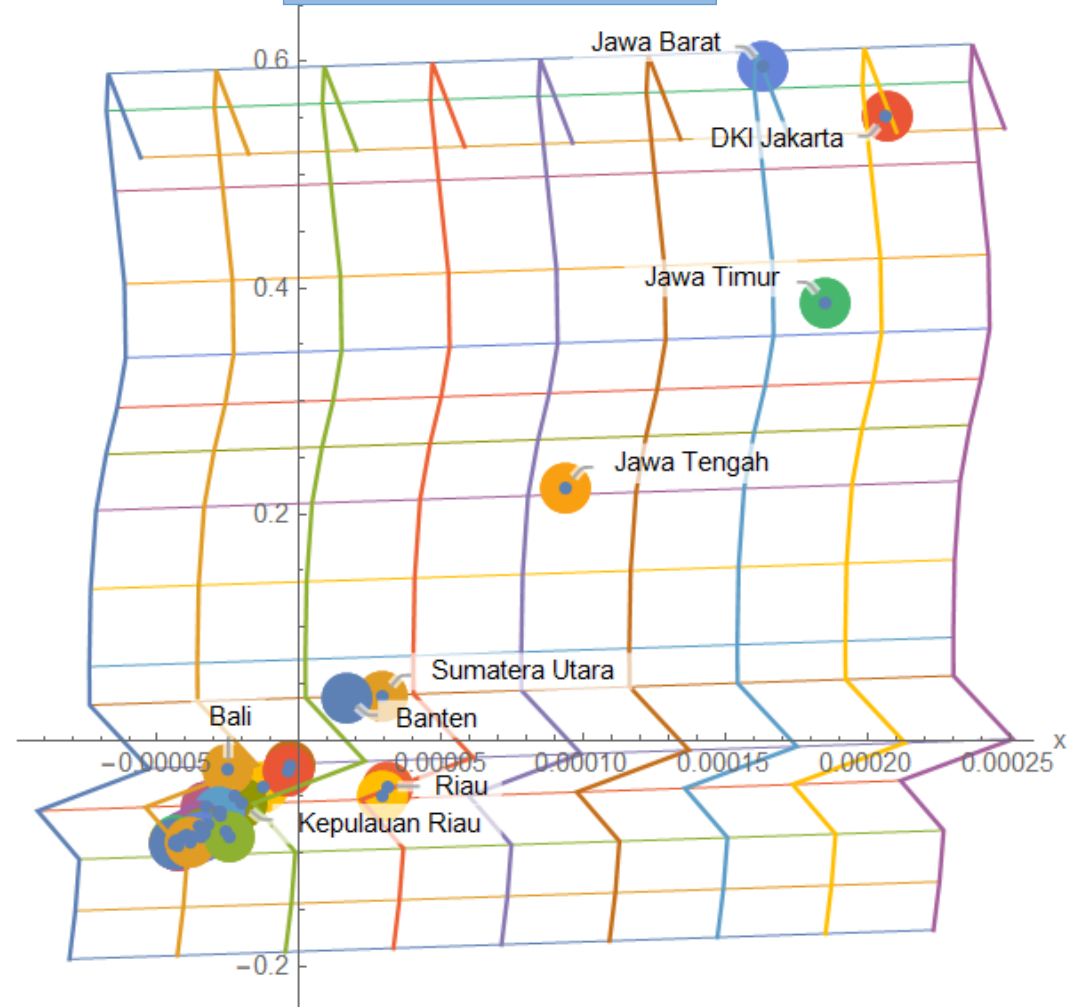 0.6
Jawa Barat
DKI Jakarta
Jawa Timur
0.4
Jawa Tengah
0.2
Sumatera Utara
Bali
Banten
x
−0.00005
0.00005
0.00010
0.00015
0.00020
0.00025
Riau
Kepulauan Riau
−0.2